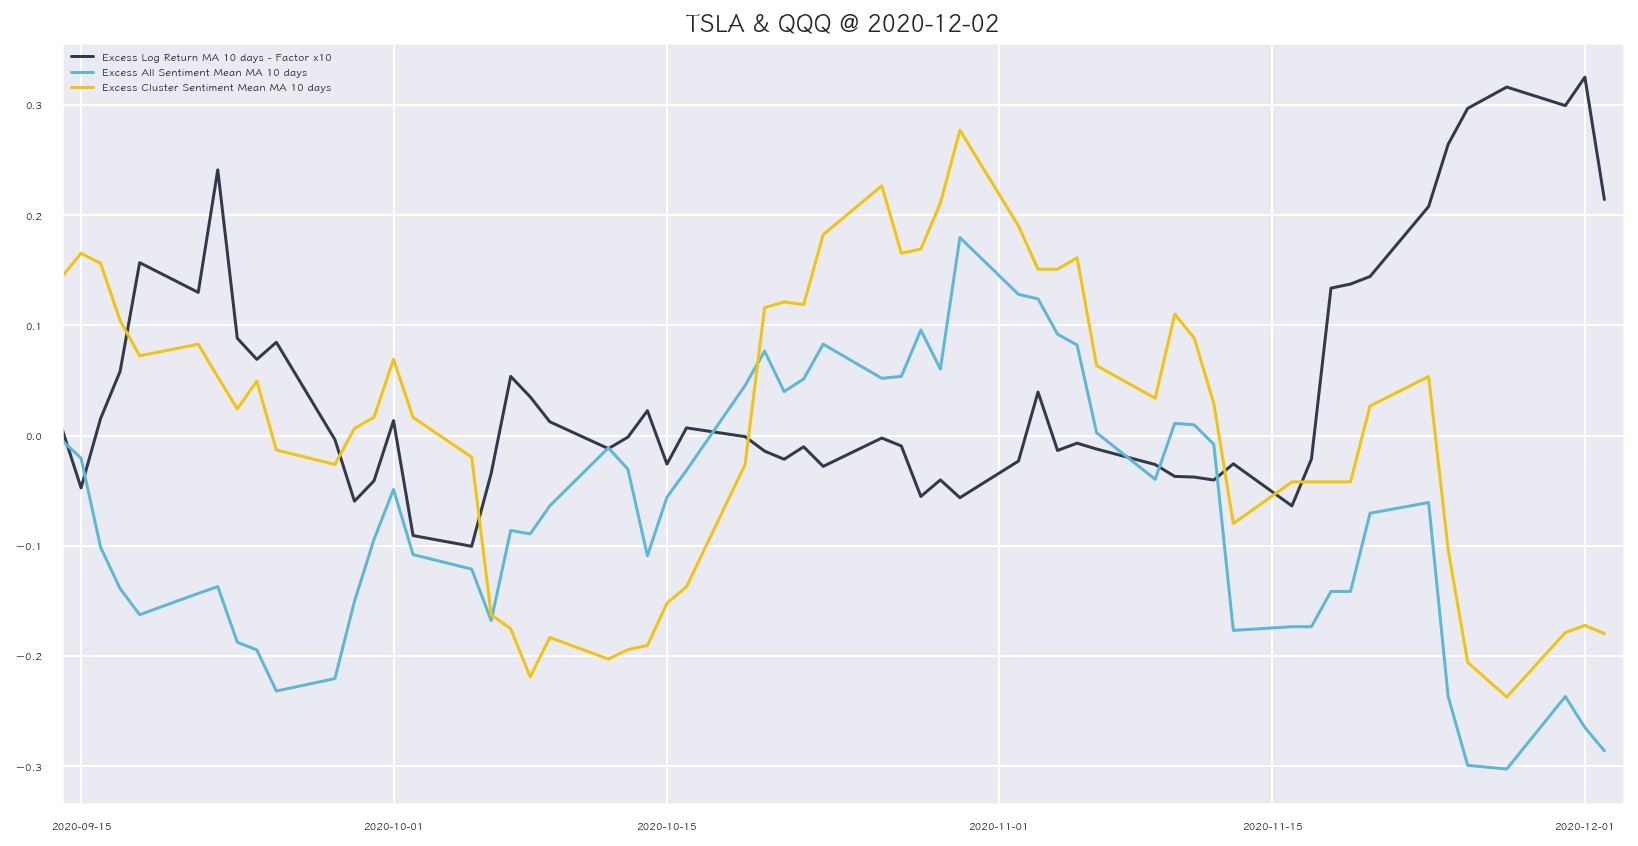 TSLA & QQQ @ 2020-12-02
Excess Log Return MA 10 days - Factor x10
Excess All Sentiment Mean MA 10 days
Excess Cluster Sentiment Mean MA 10 days
0.3
0.2
0.1
0.0
−0.1
−0.2
−0.3
2020-09-15 2020-10-01 2020-10-15 2020-11-01 2020-11-15 2020-12-01